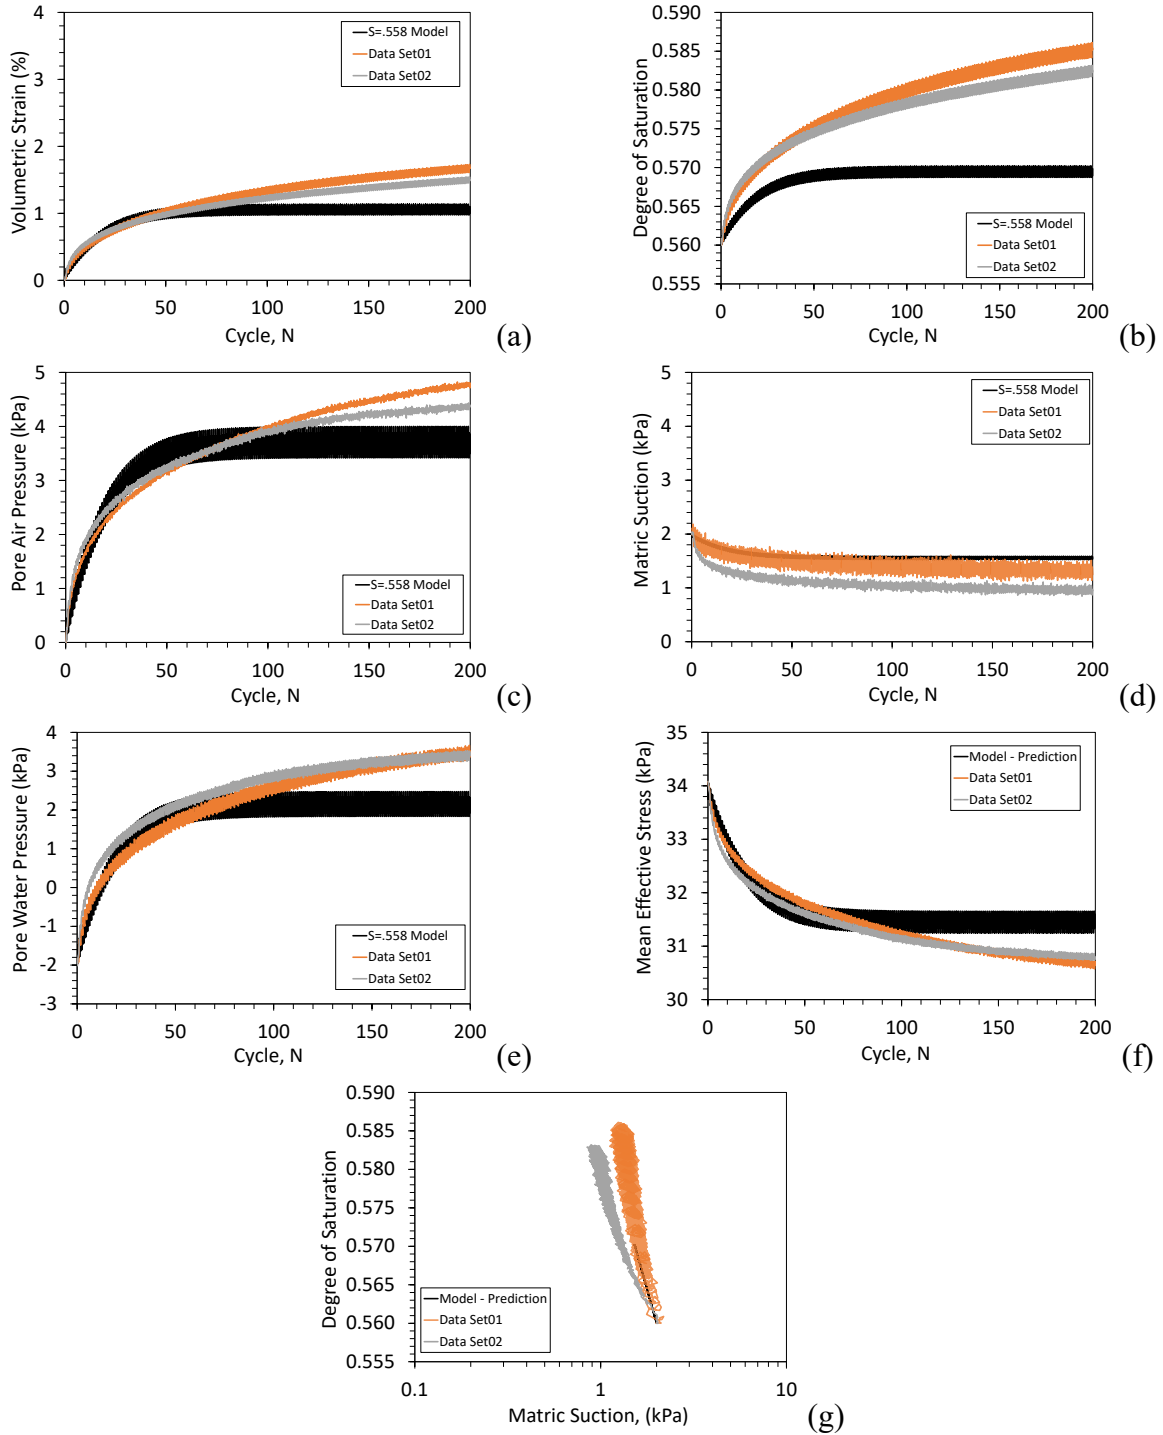 4
3
2
1
0
Volumetric Strain (%)
S=.558 Model
Data Set01
Data Set02
0 50 100 150 200
Cycle, N
(a)
0.590
0.585
0.580
0.575
0.570
0.565
0.560
0.555
Degree of Saturation
S=.558 Model
Data Set01
Data Set02
0 50 100 150 200
Cycle, N
(b)
5
4
3
2
1
0
Pore Air Pressure (kPa)
S=.558 Model
Data Set01
Data Set02
0 50 100 150 200
Cycle, N
(c)
5
4
3
2
1
0
Matric Suction (kPa)
S=.558 Model
Data Set01
Data Set02
0 50 100 150 200
Cycle, N
(d)
4
3
2
1
0
-1
-2
-3
Pore Water Pressure (kPa)
S=.558 Model
Data Set01
Data Set02
0 50 100 150 200
Cycle, N
(e)
35
34
33
32
31
30
Mean Effective Stress (kPa)
Model - Prediction
Data Set01
Data Set02
0 50 100 150 200
Cycle, N
(f)
0.590
0.585
0.580
0.575
0.570
0.565
0.560
0.555
Degree of Saturation
Model - Prediction
Data Set01
Data Set02
0.1 1 10
Matric Suction, (kPa)
(g)